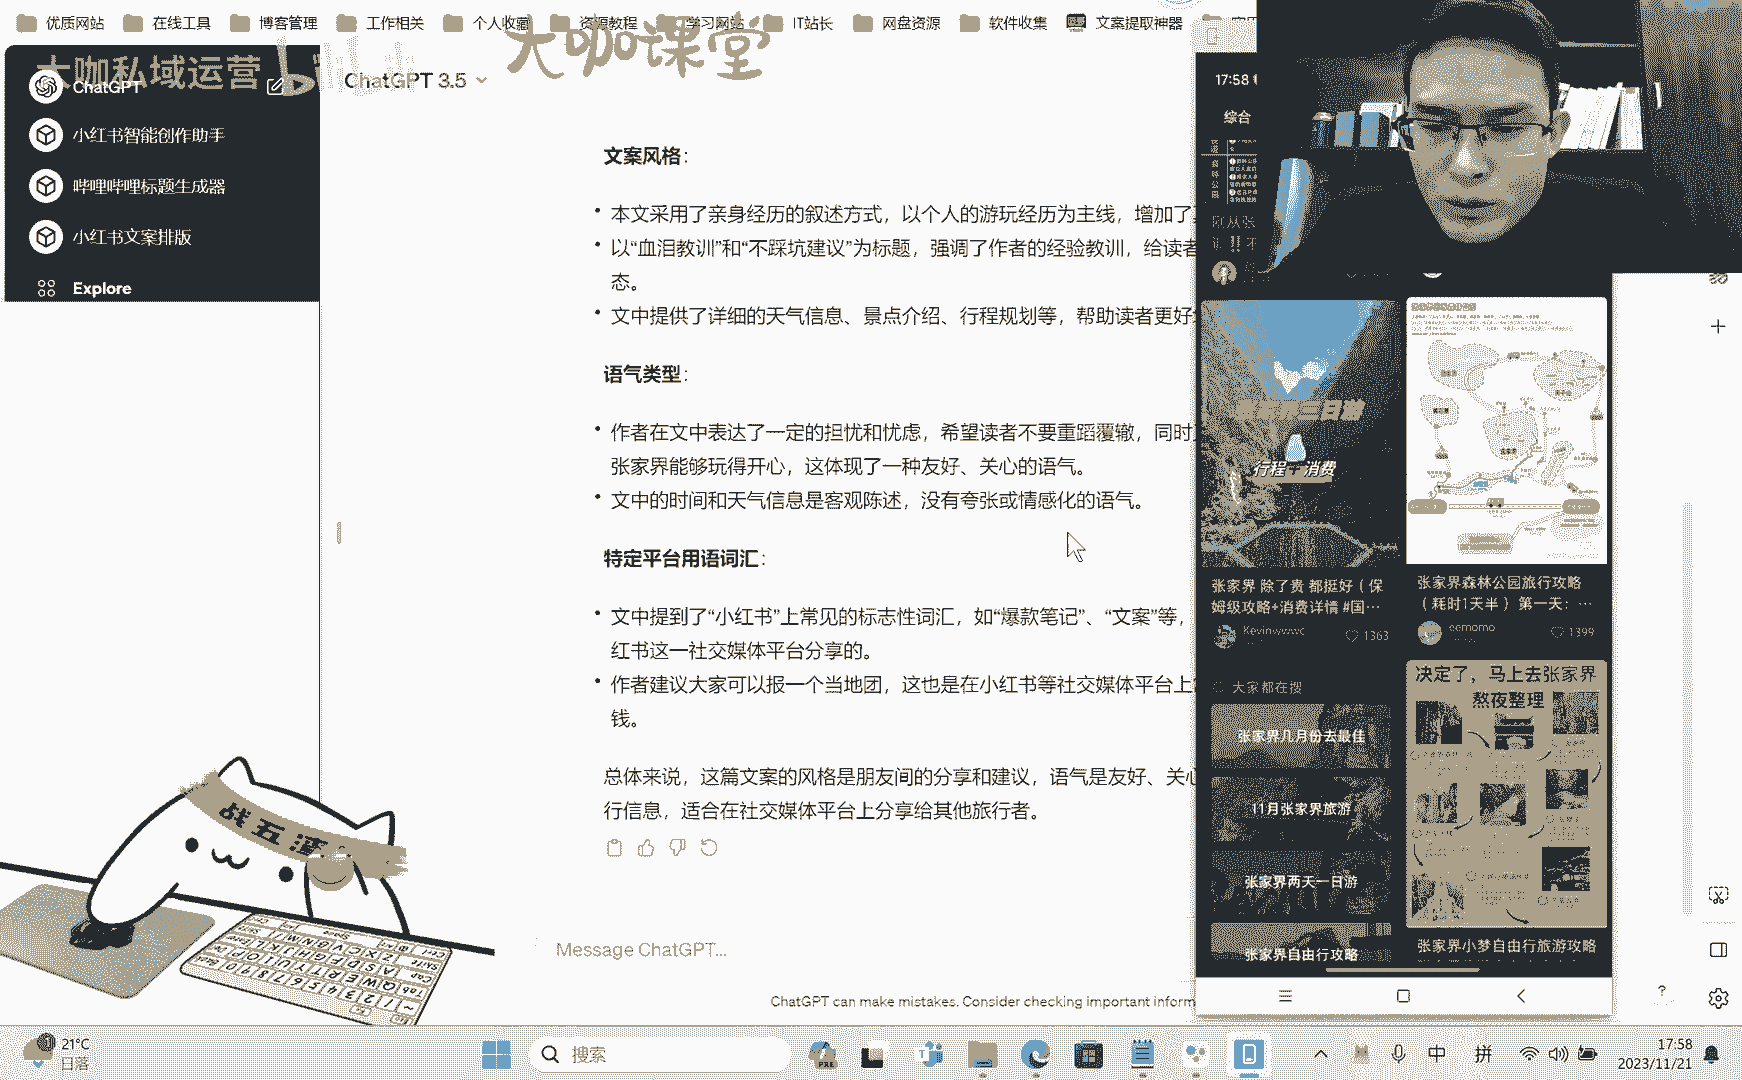 优质网站
在线工具
博客管理
工作相关
个人收藏
资源教程
学习网站
IT站长
网盘资源
软件收集
文案提取神器
大咖私域运营
大咖课堂
ChatGPT
小红书智能创作助手
哔哩哔哩标题生成器
小红书文案排版
Explore
ChatGPT 3.5
文案风格：
本文采用了亲身经历的叙述方式，以个人的游玩经历为主线，增加了
以“血泪教训”和“不踩坑建议”为标题，强调了作者的经验教训，给读者
态。
文中提供了详细的天气信息、景点介绍、行程规划等，帮助读者更好
语气类型：
作者在文中表达了一定的担忧和忧虑，希望读者不要重蹈覆辙，同时
张家界能够玩得开心，这体现了一种友好、关心的语气。
文中的时间和天气信息是客观陈述，没有夸张或情感化的语气。
特定平台用语词汇：
文中提到了“小红书”上常见的标志性词汇，如“爆款笔记”、“文案”等，
红书这一社交媒体平台分享的。
作者建议大家可以报一个当地团，这也是在小红书等社交媒体平台上
钱。
总体来说，这篇文案的风格是朋友间的分享和建议，语气是友好、关心
行信息，适合在社交媒体平台上分享给其他旅行者。
Message ChatGPT...
ChatGPT can make mistakes. Consider checking important inform
17:58
综合
刚从张
行程＋消费
张家界 除了贵 都挺好（保
姆级攻略+消费详情 #国…
Kevinwwwc
1363
张家界森林公园旅行攻略
（耗时1天半） 第一天：…
eemomo
1399
大家都在搜
张家界几月份去最佳
11月张家界旅游
张家界两天一日游
张家界自由行攻略
决定了，马上去张家界
熬夜整理
张家界小梦自由行旅游攻略
战五渣
21°C
日落
搜索
中
拼
17:58
2023/11/21